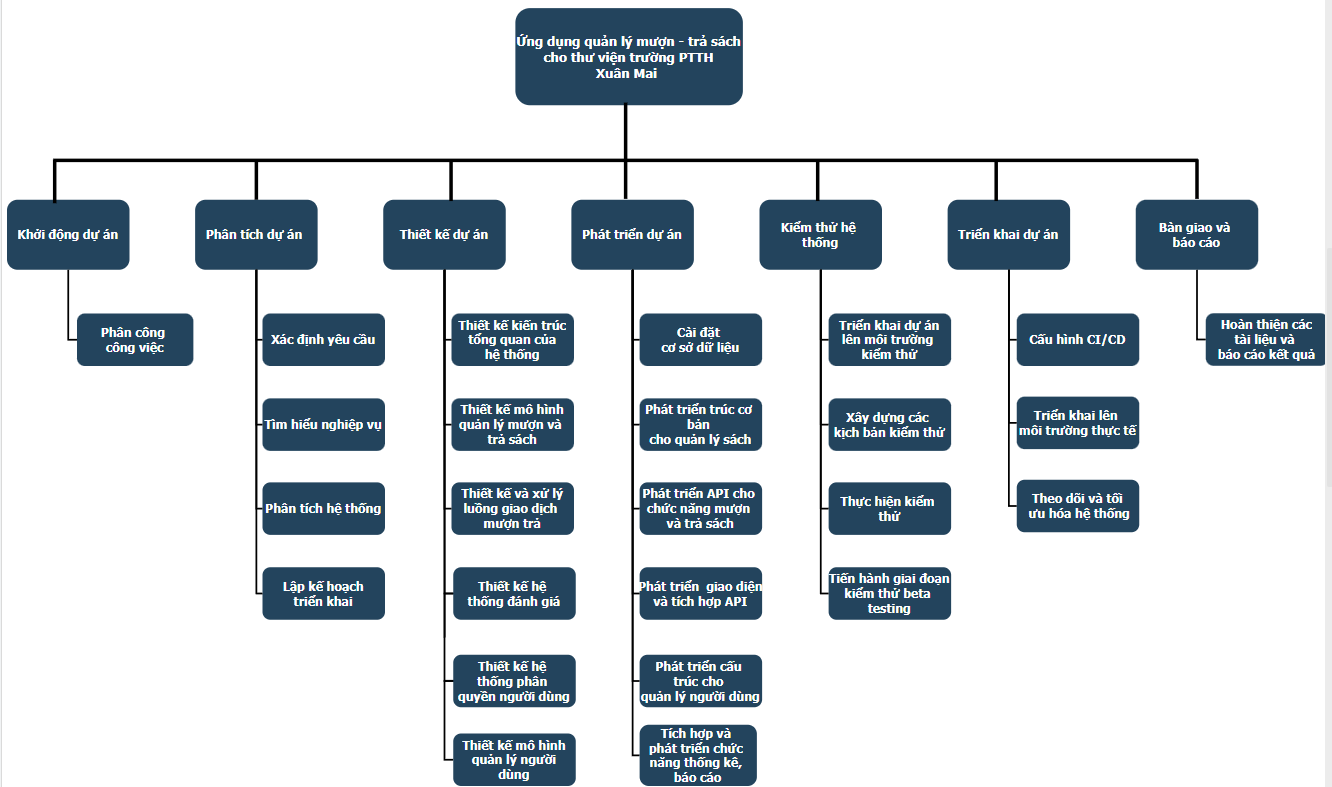 Ứng dụng quản lý mượn - trả sách
cho thư viện trường PTTH
Xuân Mai
Khởi động dự án
Phân tích dự án
Thiết kế dự án
Phát triển dự án
Kiểm thử hệ
thống
Triển khai dự án
Bàn giao và
báo cáo
Phân công
công việc
Xác định yêu cầu
Tìm hiểu nghiệp vụ
Phân tích hệ thống
Lập kế hoạch
triển khai
Thiết kế kiến trúc
tổng quan của
hệ thống
Thiết kế mô hình
quản lý mượn và
trả sách
Thiết kế và xử lý
luồng giao dịch
mượn trả
Thiết kế hệ
thống đánh giá
Thiết kế hệ
thống phân
quyền người dùng
Thiết kế mô hình
quản lý người
dùng
Cài đặt
cơ sở dữ liệu
Phát triển trúc cơ
bản
cho quản lý sách
Phát triển API cho
chức năng mượn
và trả sách
Phát triển giao diện
và tích hợp API
Phát triển cấu
trúc cho
quản lý người dùng
Tích hợp và
phát triển chức
năng thống kê,
báo cáo
Triển khai dự án
lên môi trường
kiểm thử
Xây dựng các
kịch bản kiểm thử
Thực hiện kiểm
thử
Tiến hành giai đoạn
kiểm thử beta
testing
Cấu hình CI/CD
Triển khai lên
môi trường thực tế
Theo dõi và tối
ưu hóa hệ thống
Hoàn thiện các
tài liệu và
báo cáo kết quả